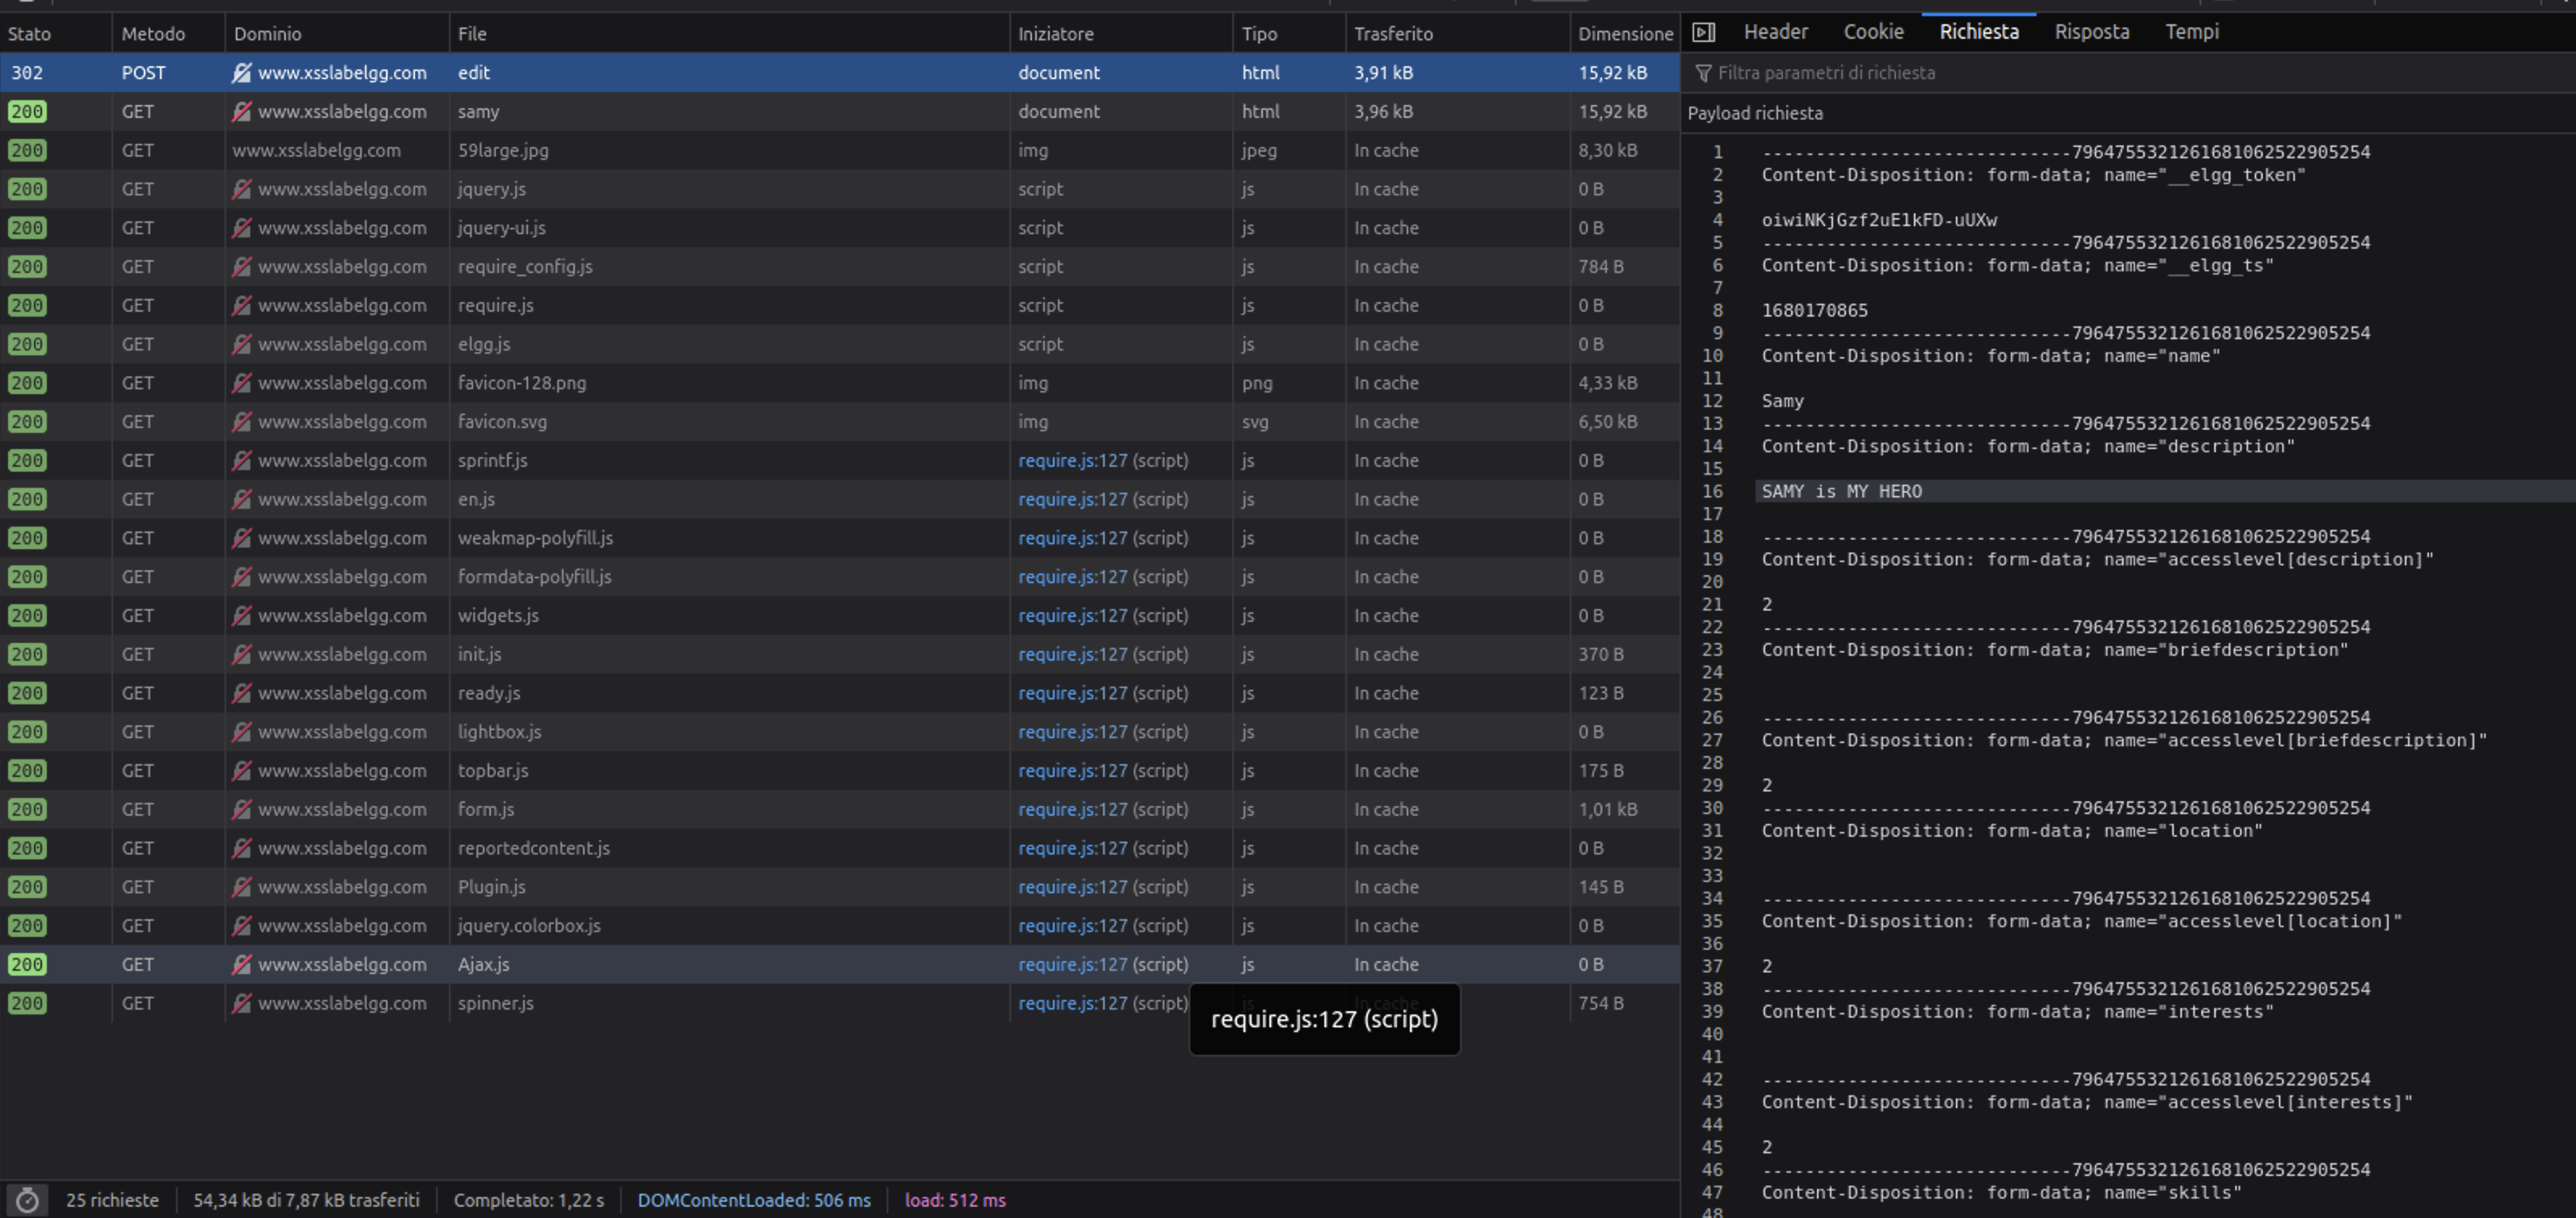 Stato Metodo Dominio File Iniziatore Tipo Trasferito Dimensione
302 POST www.xsslabelgg.com edit document html 3,91 kB 15,92 kB
200 GET www.xsslabelgg.com samy document html 3,96 kB 15,92 kB
200 GET www.xsslabelgg.com 59large.jpg img jpeg In cache 8,30 kB
200 GET www.xsslabelgg.com jquery.js script js In cache 0 B
200 GET www.xsslabelgg.com jquery-ui.js script js In cache 0 B
200 GET www.xsslabelgg.com require_config.js script js In cache 784 B
200 GET www.xsslabelgg.com require.js script js In cache 0 B
200 GET www.xsslabelgg.com elgg.js script js In cache 0 B
200 GET www.xsslabelgg.com favicon-128.png img png In cache 4,33 kB
200 GET www.xsslabelgg.com favicon.svg img svg In cache 6,50 kB
200 GET www.xsslabelgg.com sprintf.js require.js:127 (script) js In cache 0 B
200 GET www.xsslabelgg.com en.js require.js:127 (script) js In cache 0 B
200 GET www.xsslabelgg.com weakmap-polyfill.js require.js:127 (script) js In cache 0 B
200 GET www.xsslabelgg.com formdata-polyfill.js require.js:127 (script) js In cache 0 B
200 GET www.xsslabelgg.com widgets.js require.js:127 (script) js In cache 0 B
200 GET www.xsslabelgg.com init.js require.js:127 (script) js In cache 370 B
200 GET www.xsslabelgg.com ready.js require.js:127 (script) js In cache 123 B
200 GET www.xsslabelgg.com lightbox.js require.js:127 (script) js In cache 0 B
200 GET www.xsslabelgg.com topbar.js require.js:127 (script) js In cache 175 B
200 GET www.xsslabelgg.com form.js require.js:127 (script) js In cache 1,01 kB
200 GET www.xsslabelgg.com reportedcontent.js require.js:127 (script) js In cache 0 B
200 GET www.xsslabelgg.com Plugin.js require.js:127 (script) js In cache 145 B
200 GET www.xsslabelgg.com jquery.colorbox.js require.js:127 (script) js In cache 0 B
200 GET www.xsslabelgg.com Ajax.js require.js:127 (script) js In cache 0 B
200 GET www.xsslabelgg.com spinner.js require.js:127 (script) js In cache 754 B
require.js:127 (script)
25 richieste 54,34 kB di 7,87 kB trasferiti Completato: 1,22 s DOMContentLoaded: 506 ms load: 512 ms
Header Cookie Richiesta Risposta Tempi
Filtra parametri di richiesta
Payload richiesta
1 -----------------------------7964755321261681062522905254
2 Content-Disposition: form-data; name="__elgg_token"
3
4 oiwiNKjGzf2uE1kFD-uUXw
5 -----------------------------7964755321261681062522905254
6 Content-Disposition: form-data; name="__elgg_ts"
7
8 1680170865
9 -----------------------------7964755321261681062522905254
10 Content-Disposition: form-data; name="name"
11
12 Samy
13 -----------------------------7964755321261681062522905254
14 Content-Disposition: form-data; name="description"
15
16 SAMY is MY HERO
17
18 -----------------------------7964755321261681062522905254
19 Content-Disposition: form-data; name="accesslevel[description]"
20
21 2
22 -----------------------------7964755321261681062522905254
23 Content-Disposition: form-data; name="briefdescription"
24
25
26 -----------------------------7964755321261681062522905254
27 Content-Disposition: form-data; name="accesslevel[briefdescription]"
28
29 2
30 -----------------------------7964755321261681062522905254
31 Content-Disposition: form-data; name="location"
32
33
34 -----------------------------7964755321261681062522905254
35 Content-Disposition: form-data; name="accesslevel[location]"
36
37 2
38 -----------------------------7964755321261681062522905254
39 Content-Disposition: form-data; name="interests"
40
41
42 -----------------------------7964755321261681062522905254
43 Content-Disposition: form-data; name="accesslevel[interests]"
44
45 2
46 -----------------------------7964755321261681062522905254
47 Content-Disposition: form-data; name="skills"
48